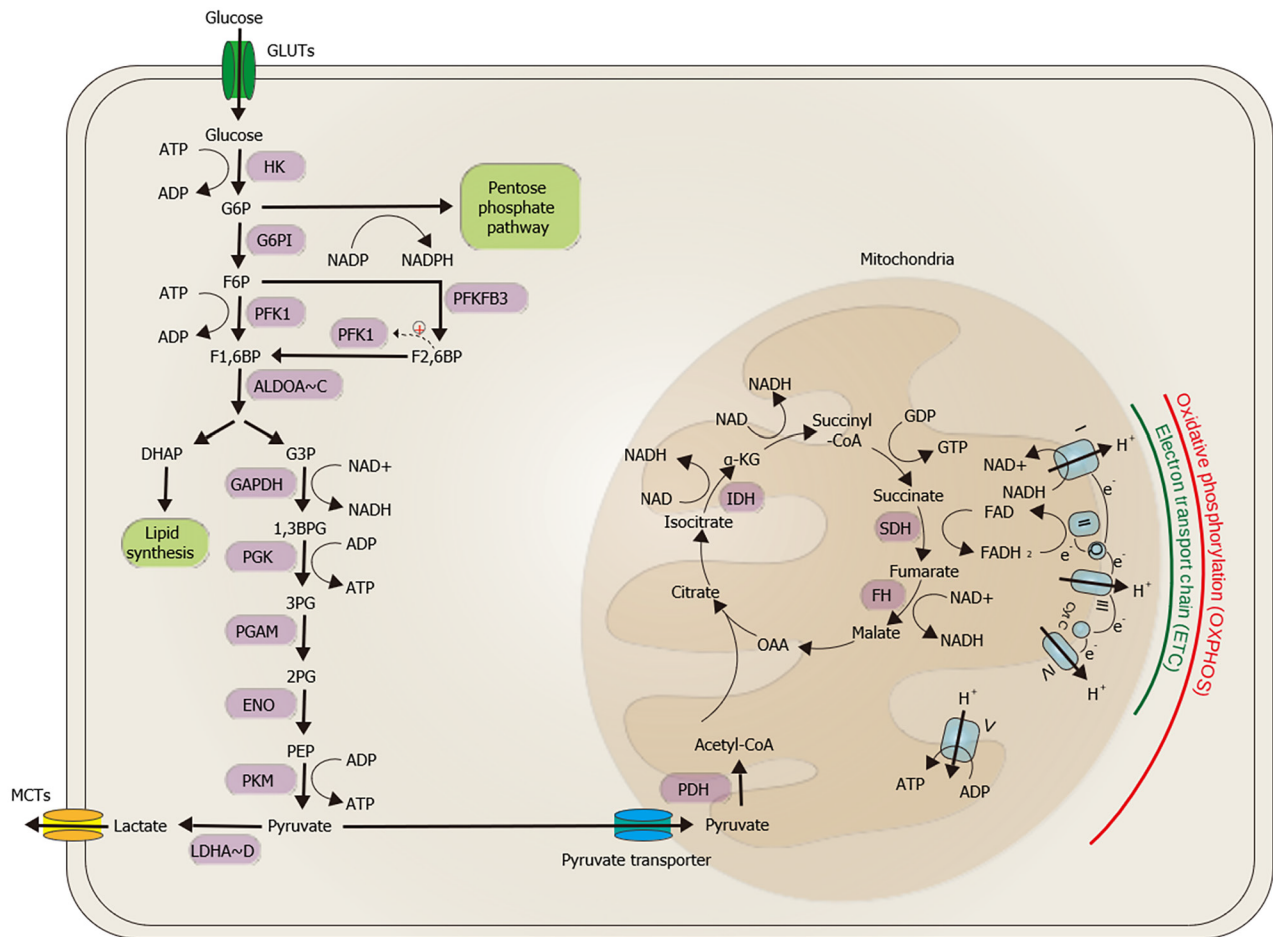 Glucose
GLUTs
Glucose
ATP
HK
ADP
G6P
Pentose
phosphate
pathway
G6PI
NADP
NADPH
F6P
ATP
PFK1
PFKFB3
ADP
PFK1
+
F1,6BP
F2,6BP
ALDOA~C
DHAP
G3P
NAD+
GAPDH
NADH
Lipid
synthesis
1,3BPG
ADP
PGK
ATP
3PG
PGAM
2PG
ENO
PEP
ADP
PKM
ATP
MCTs
Lactate
Pyruvate
LDHA~D
Pyruvate transporter
Pyruvate
PDH
Acetyl-CoA
Mitochondria
NADH
NAD
Succinyl
-CoA
GDP
GTP
NADH
α-KG
NAD
IDH
Isocitrate
Succinate
SDH
FAD
FADH 2
Citrate
Fumarate
FH
NAD+
Malate
NADH
OAA
I
H+
NAD+
NADH
e-
II
e-
e-
III
H+
Cyt C
e-
e-
IV
H+
H+
V
ATP
ADP
Electron transport chain (ETC)
Oxidative phosphorylation (OXPHOS)